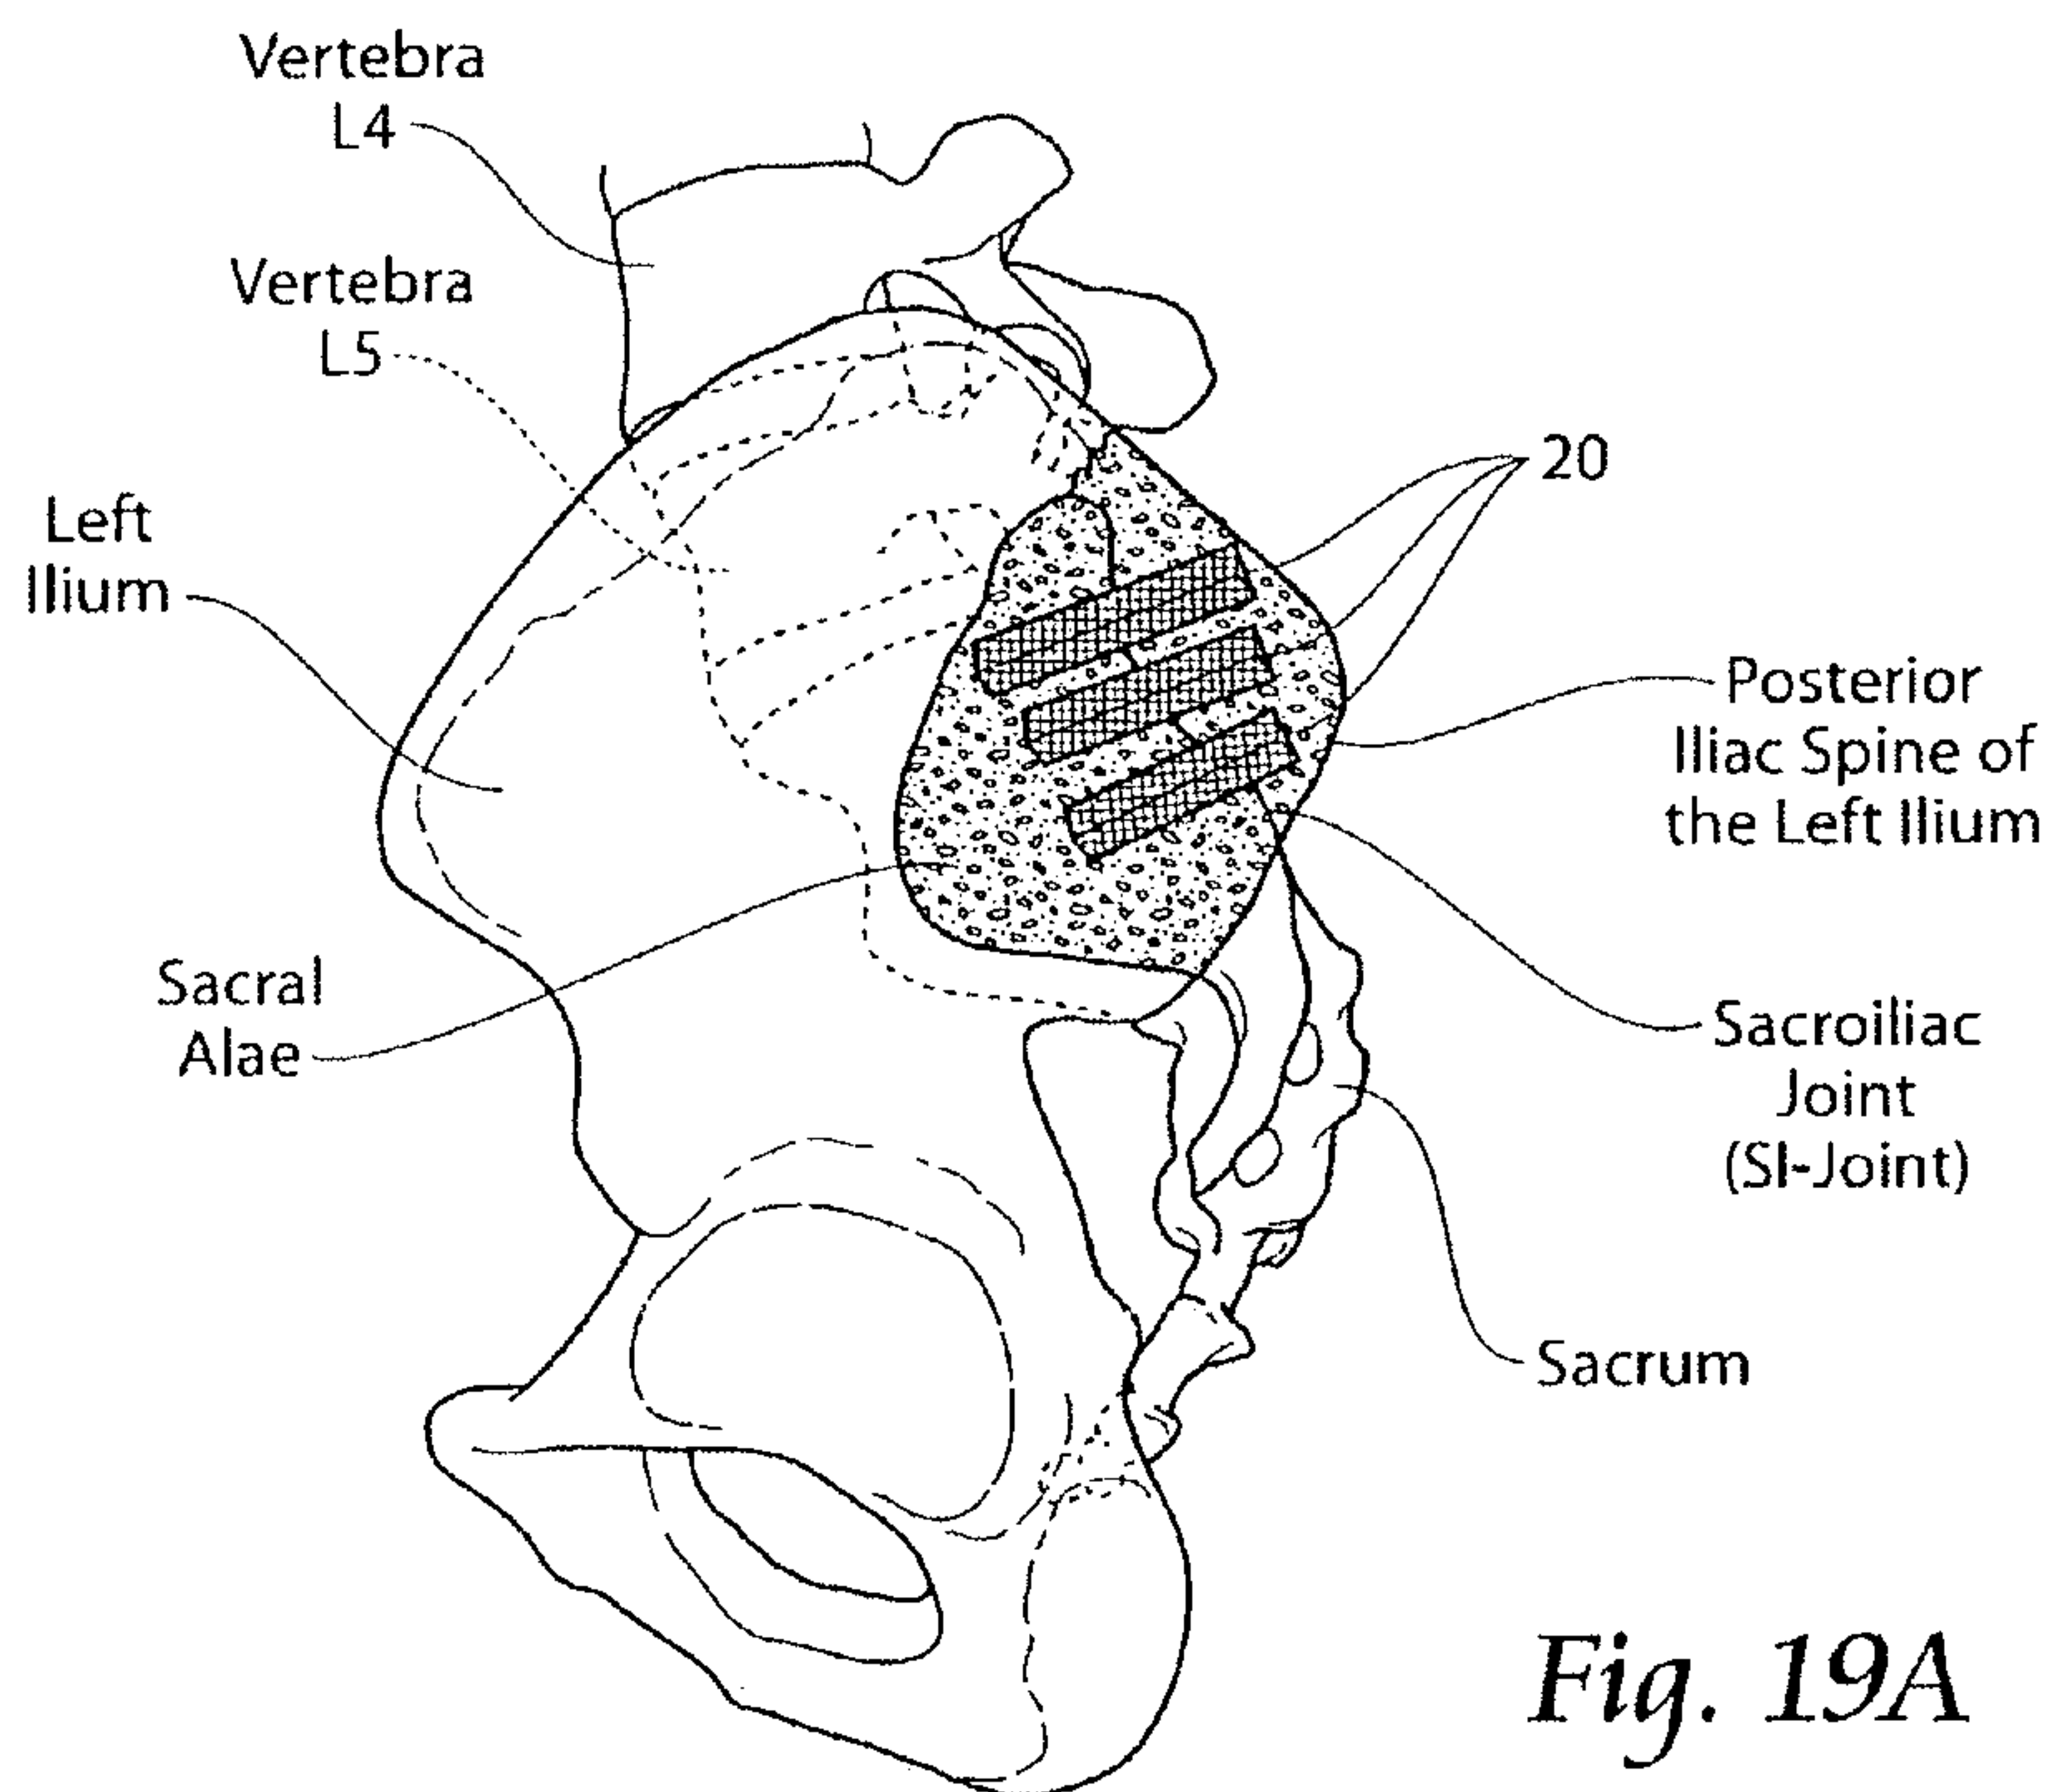 Vertebra
L4
Vertebra
L5
20
Left
Ilium
Posterior
Iliac Spine of
the Left Ilium
Sacral
Alae
Sacroiliac
Joint
(SI-Joint)
Sacrum
Fig. 19A